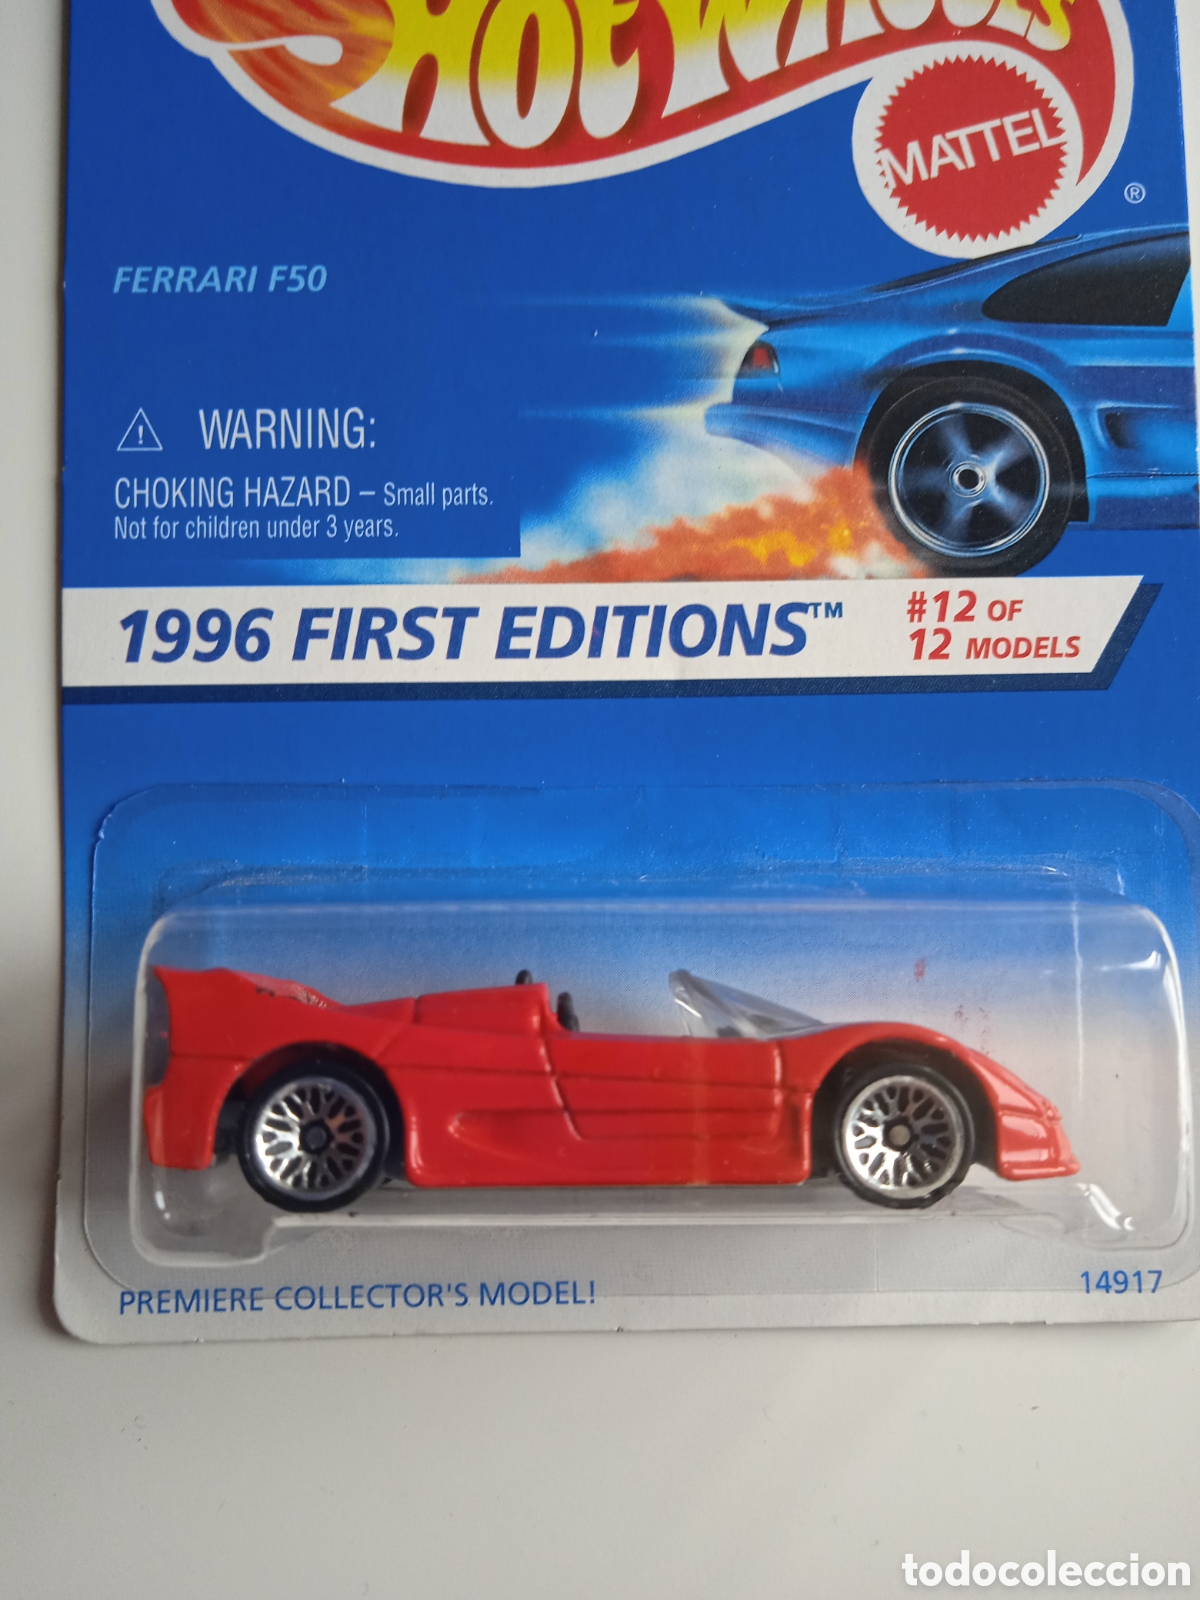 HOT WHEELS
MATTEL
®
FERRARI F50
WARNING:
CHOKING HAZARD – Small parts.
Not for children under 3 years.
1996 FIRST EDITIONS™
#12 OF
12 MODELS
PREMIERE COLLECTOR'S MODEL!
14917
todocoleccion